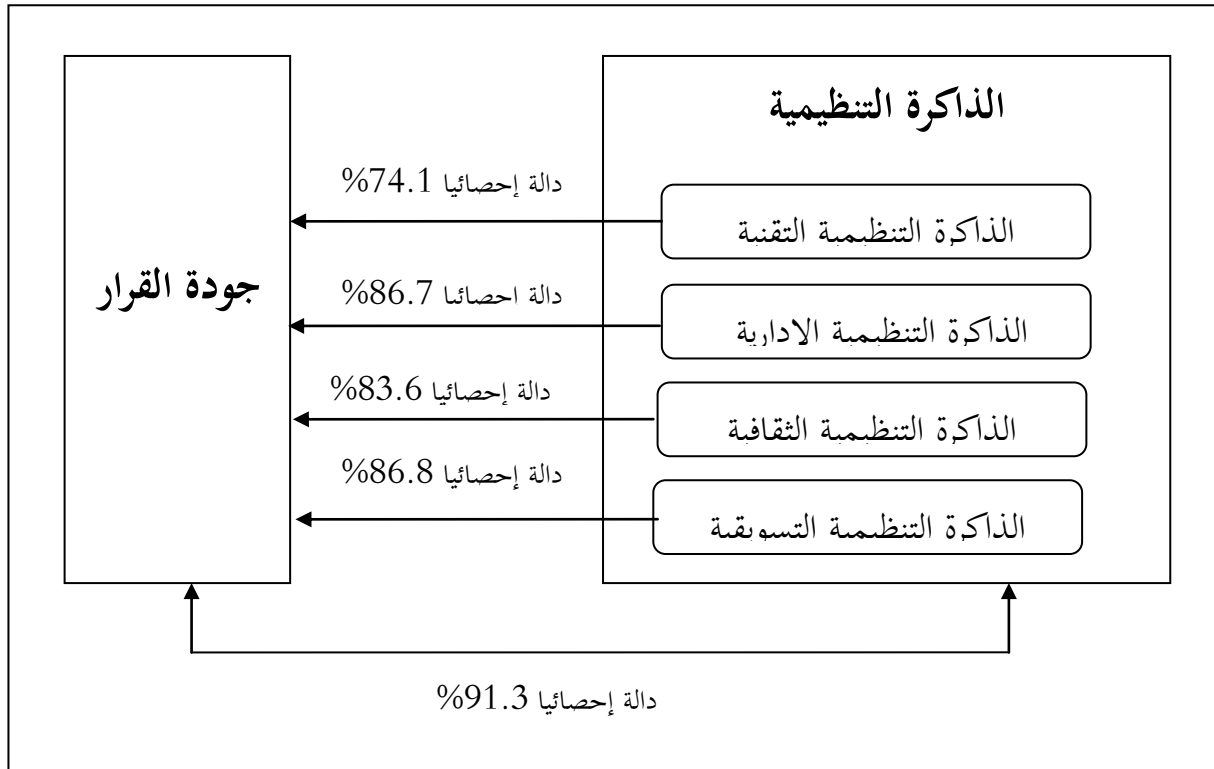 الذاكرة التنظيمية
دالة إحصائيا 74.1%
الذاكرة التنظيمية التقنية
جودة القرار
دالة احصائيا 86.7%
الذاكرة التنظيمية الادارية
دالة إحصائيا 83.6%
الذاكرة التنظيمية الثقافية
دالة إحصائيا 86.8%
الذاكرة التنظيمية التسويقية
دالة إحصائيا 91.3%